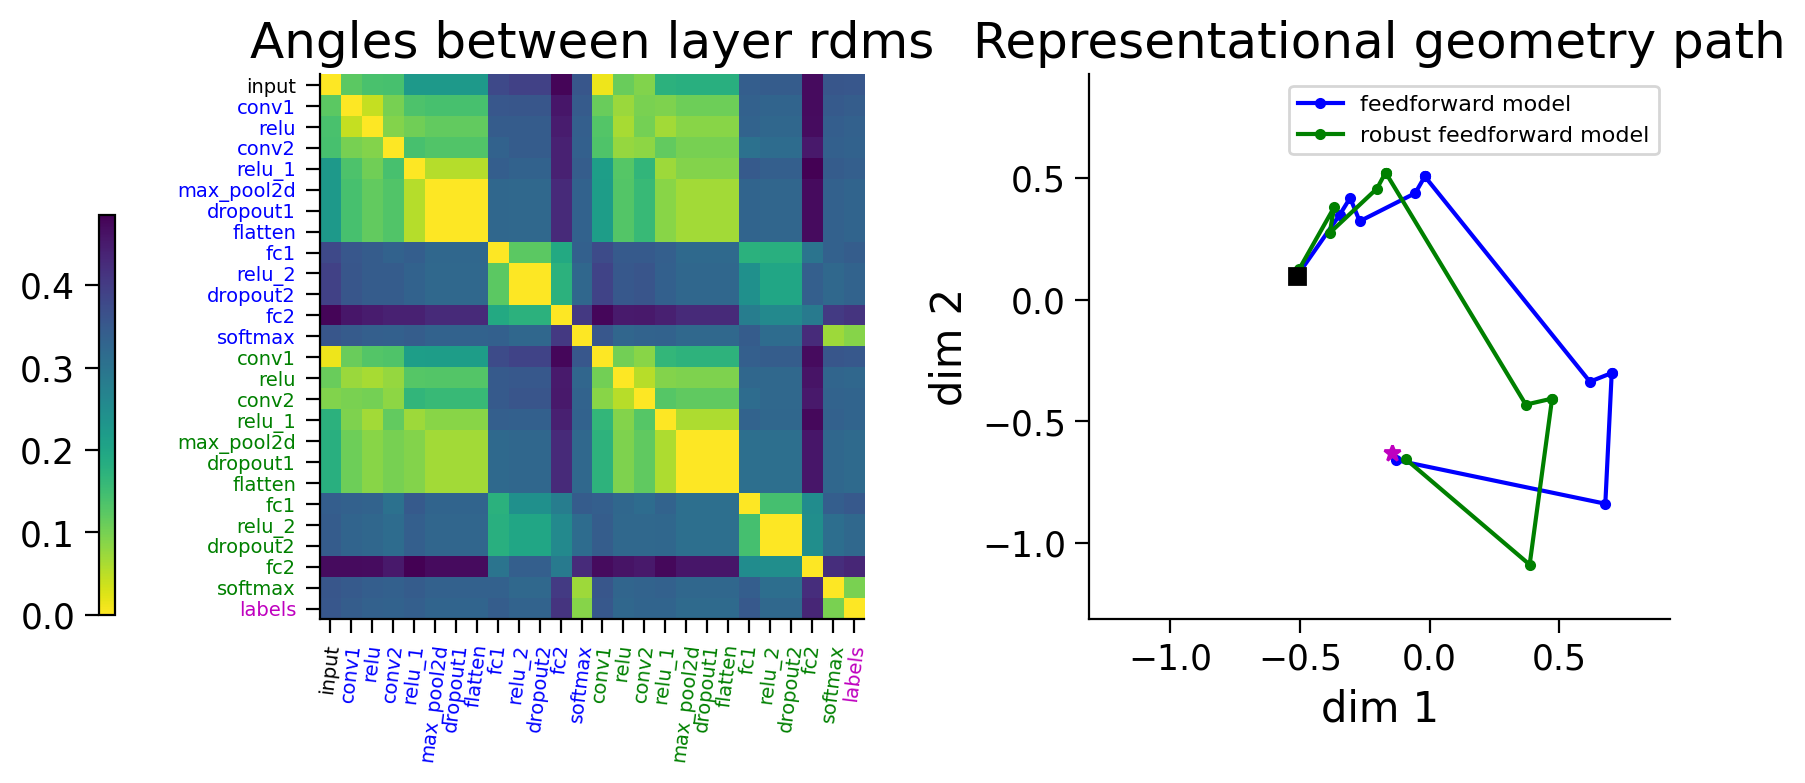 Angles between layer rdms
Representational geometry path
input
conv1
relu
conv2
relu_1
max_pool2d
dropout1
flatten
fc1
relu_2
dropout2
fc2
softmax
conv1
relu
conv2
relu_1
max_pool2d
dropout1
flatten
fc1
relu_2
dropout2
fc2
softmax
labels
0.4
0.3
0.2
0.1
0.0
input
conv1
relu
conv2
relu_1
max_pool2d
dropout1
flatten
fc1
relu_2
dropout2
fc2
softmax
conv1
relu
conv2
relu_1
max_pool2d
dropout1
flatten
fc1
relu_2
dropout2
fc2
softmax
labels
feedforward model
robust feedforward model
dim 2
0.5
0.0
−0.5
−1.0
−1.0
−0.5
0.0
0.5
dim 1